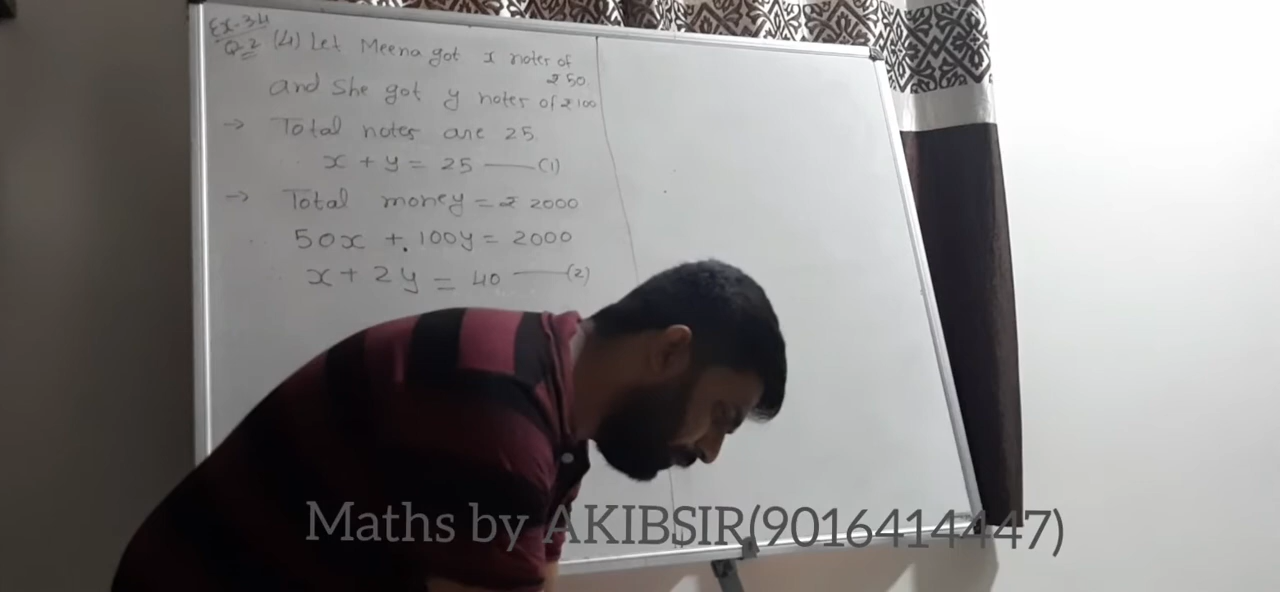 Ex-3.4
Q-2 (4) Let Meena got x notes of ₹50
and she got y notes of ₹100
→ Total notes are 25.
x + y = 25 —— (1)
→ Total money = ₹ 2000
50x + 100y = 2000
x + 2y = 40 —— (2)
Maths by AKIBSIR(9016414447)